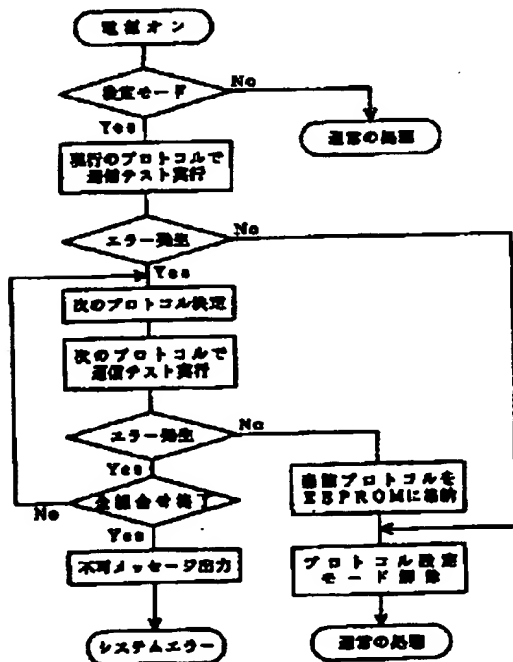 電源オン
設定モード
No
Yes
通常の処理
現行のプロトコルで
通信テスト実行
エラー発生
No
Yes
次のプロトコル決定
次のプロトコルで
通信テスト実行
エラー発生
No
Yes
プロトコルを
EEPROMに格納
全組合せ終了
No
Yes
不可メッセージ出力
プロトコル設定
モード解除
システムエラー
通常の処理